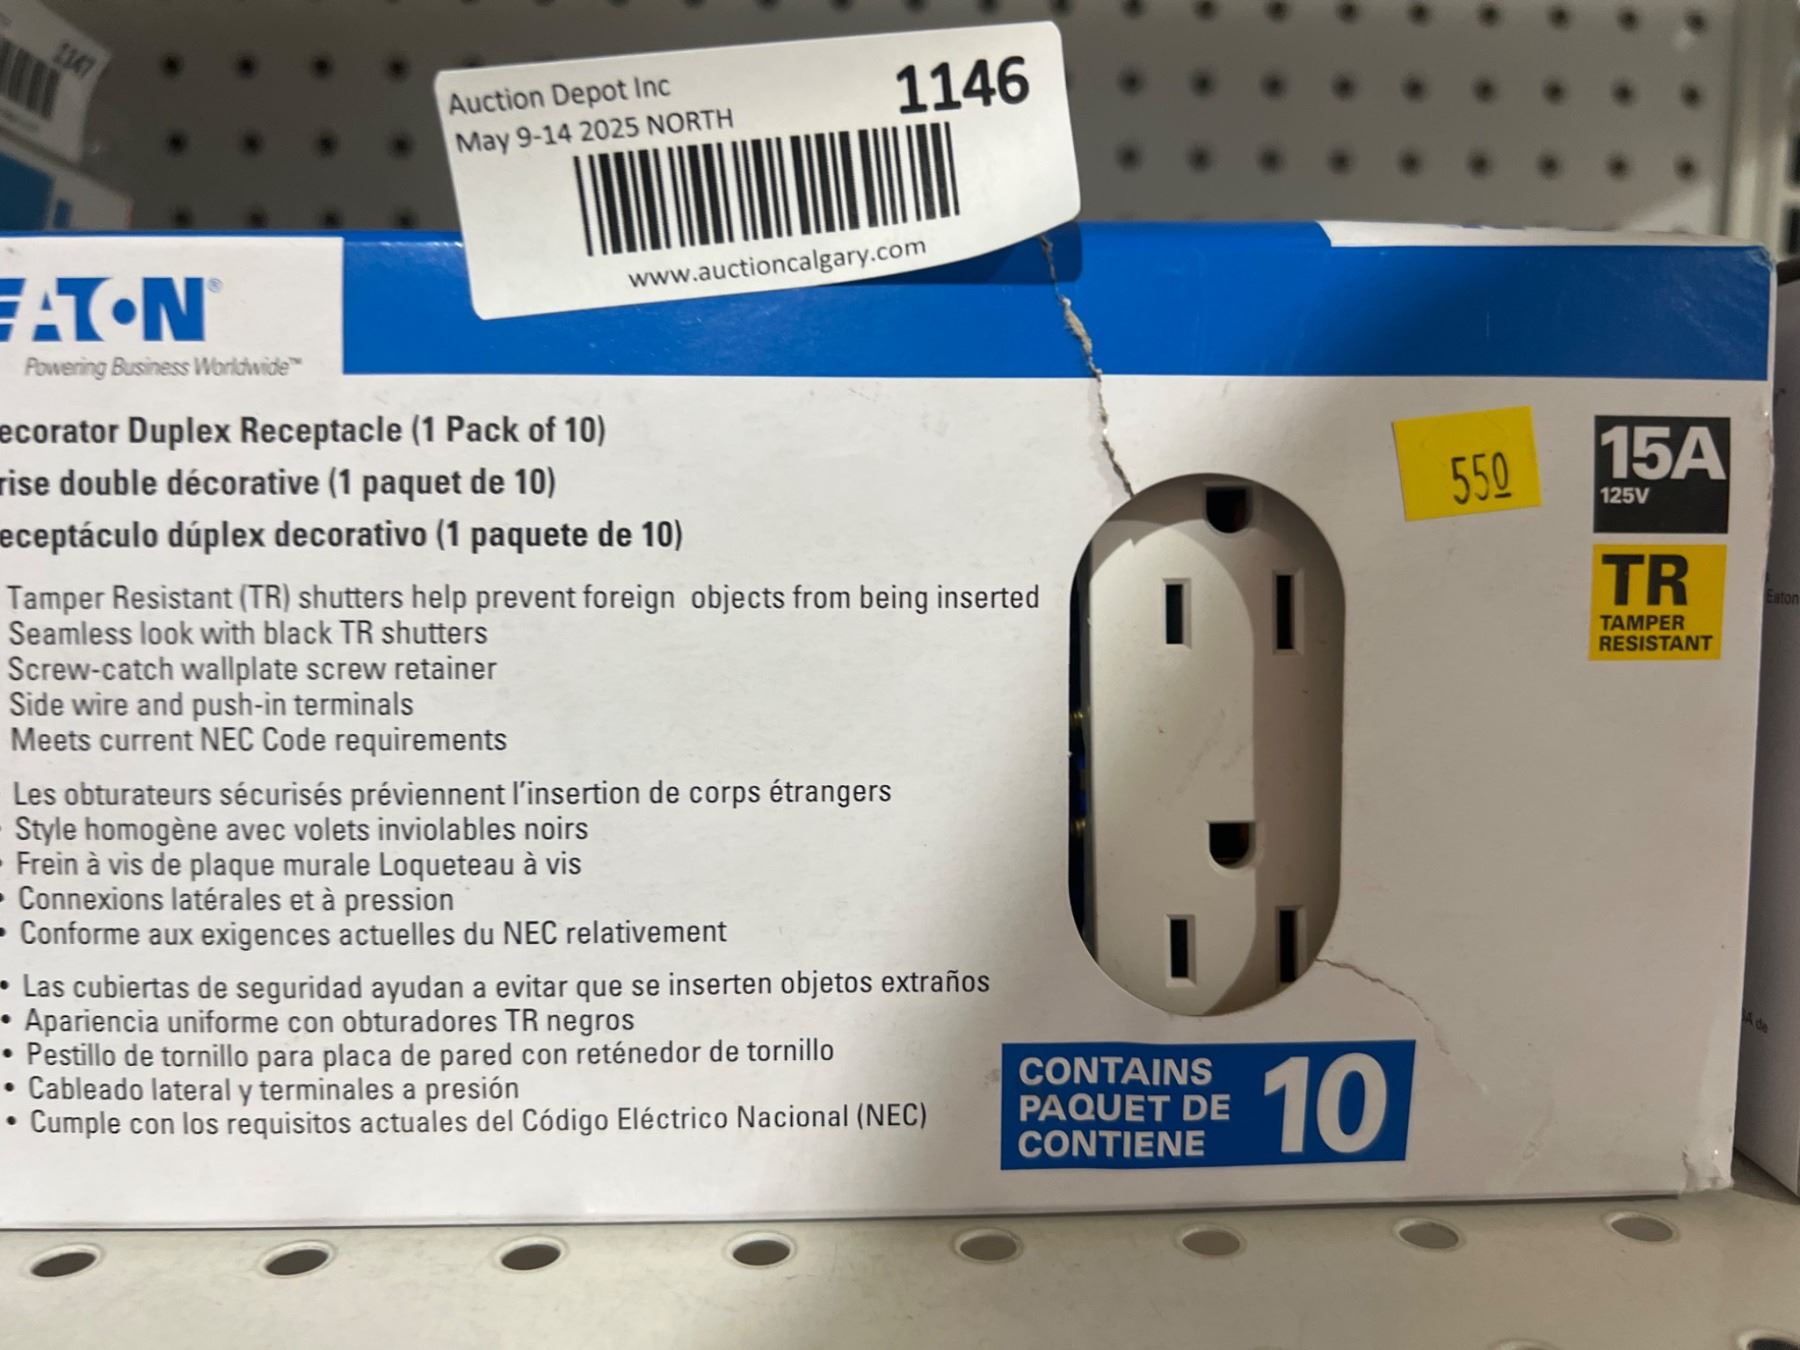 1147
Auction Depot Inc
1146
May 9-14 2025 NORTH
www.auctioncalgary.com
EATON®
Powering Business Worldwide™
ecorator Duplex Receptacle (1 Pack of 10)
rise double décorative (1 paquet de 10)
eceptáculo dúplex decorativo (1 paquete de 10)
550
15A
125V
TR
TAMPER
RESISTANT
Tamper Resistant (TR) shutters help prevent foreign objects from being inserted
Seamless look with black TR shutters
Screw-catch wallplate screw retainer
Side wire and push-in terminals
Meets current NEC Code requirements
Les obturateurs sécurisés préviennent l'insertion de corps étrangers
• Style homogène avec volets inviolables noirs
• Frein à vis de plaque murale Loqueteau à vis
• Connexions latérales et à pression
• Conforme aux exigences actuelles du NEC relativement
• Las cubiertas de seguridad ayudan a evitar que se inserten objetos extraños
• Apariencia uniforme con obturadores TR negros
• Pestillo de tornillo para placa de pared con reténedor de tornillo
• Cableado lateral y terminales a presión
• Cumple con los requisitos actuales del Código Eléctrico Nacional (NEC)
CONTAINS
PAQUET DE
CONTIENE
10
Eaton